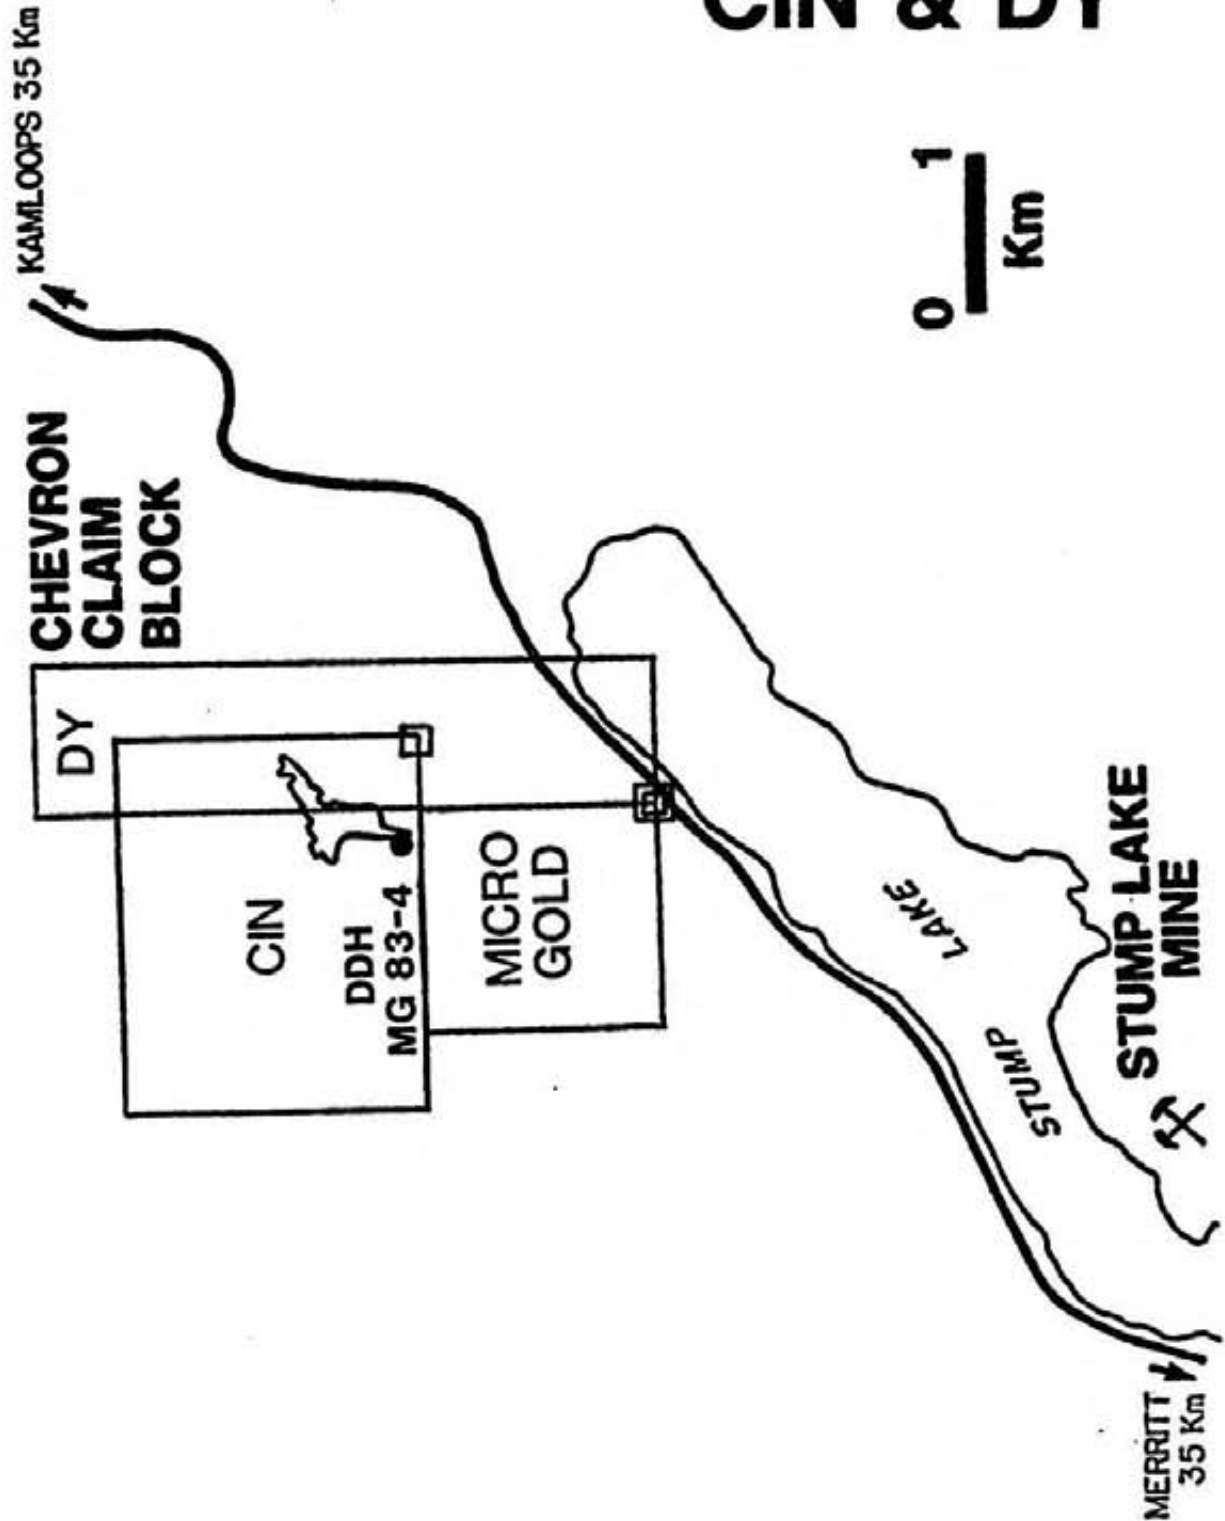 CIN & DY
KAMLOOPS 35 Km
CHEVRON
CLAIM
BLOCK
DY
CIN
DDH
MG 83-4
MICRO
GOLD
0 1
Km
STUMP LAKE
STUMP LAKE
MINE
MERRITT
35 Km